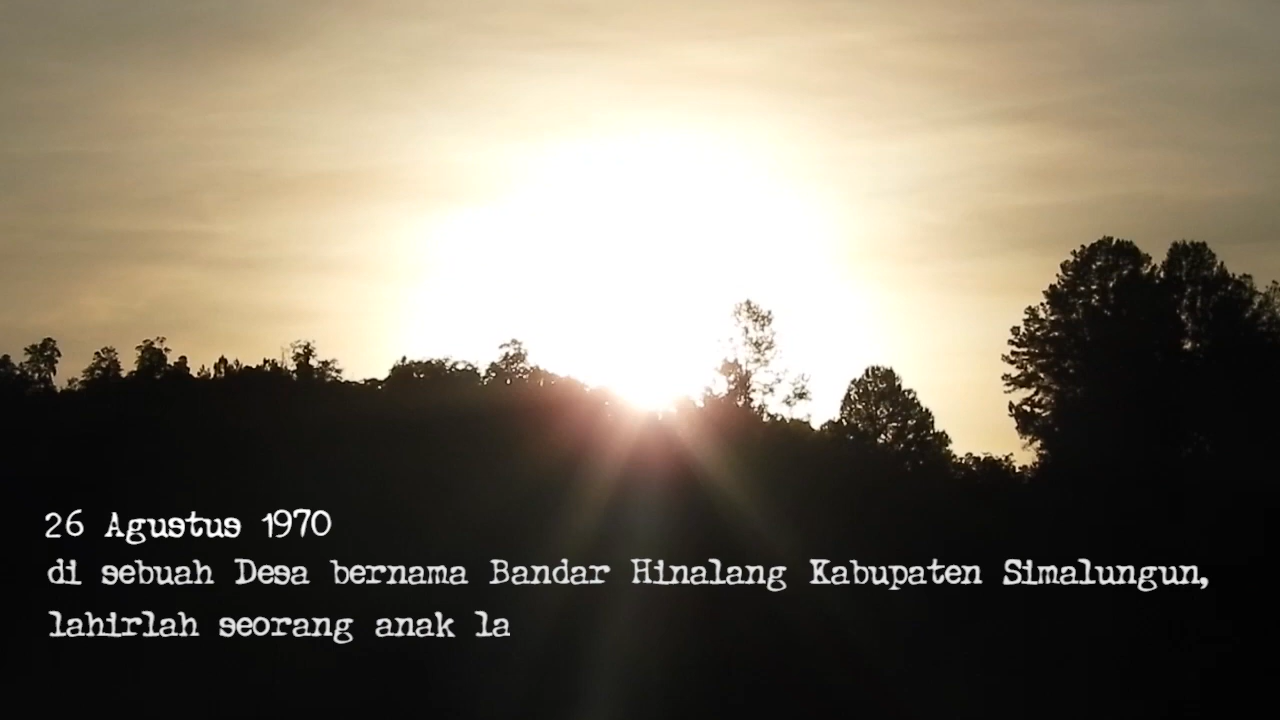 26 Agustus 1970
di sebuah Desa bernama Bandar Hinalang Kabupaten Simalungun,
lahirlah seorang anak la